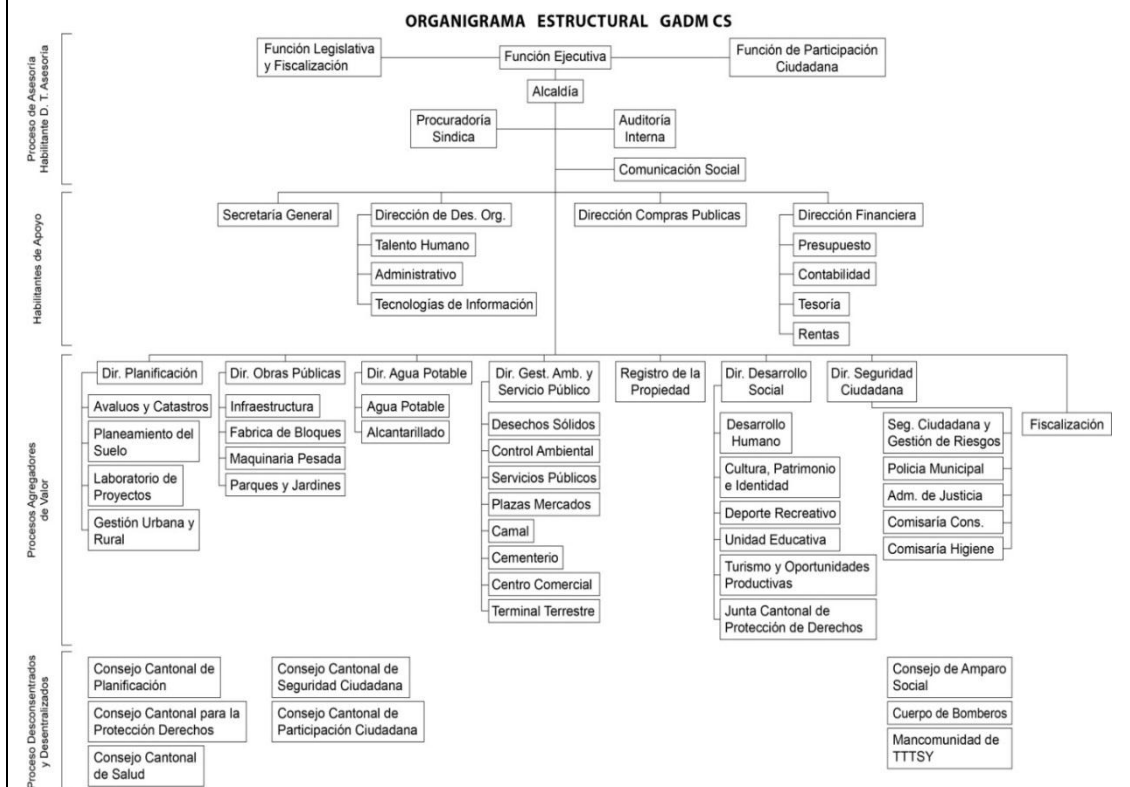 ORGANIGRAMA ESTRUCTURAL GADM CS
Proceso de Asesoría
Habilitante D. T. Asesoría
Función Legislativa
y Fiscalización
Función Ejecutiva
Función de Participación
Ciudadana
Alcaldía
Procuradoría
Sindica
Auditoría
Interna
Comunicación Social
Habilitantes de Apoyo
Secretaría General
Dirección de Des. Org.
Talento Humano
Administrativo
Tecnologías de Información
Dirección Compras Publicas
Dirección Financiera
Presupuesto
Contabilidad
Tesoría
Rentas
Procesos Agregadores
de Valor
Dir. Planificación
Avaluos y Catastros
Planeamiento del
Suelo
Laboratorio de
Proyectos
Gestión Urbana y
Rural
Dir. Obras Públicas
Infraestructura
Fabrica de Bloques
Maquinaria Pesada
Parques y Jardines
Dir. Agua Potable
Agua Potable
Alcantarillado
Dir. Gest. Amb. y
Servicio Público
Desechos Sólidos
Control Ambiental
Servicios Públicos
Plazas Mercados
Camal
Cementerio
Centro Comercial
Terminal Terrestre
Registro de la
Propiedad
Dir. Desarrollo
Social
Desarrollo
Humano
Cultura, Patrimonio
e Identidad
Deporte Recreativo
Unidad Educativa
Turismo y Oportunidades
Productivas
Junta Cantonal de
Protección de Derechos
Dir. Seguridad
Ciudadana
Seg. Ciudadana y
Gestión de Riesgos
Policia Municipal
Adm. de Justicia
Comisaría Cons.
Comisaría Higiene
Fiscalización
Proceso Desconsentrados
y Desentralizados
Consejo Cantonal de
Planificación
Consejo Cantonal para la
Protección Derechos
Consejo Cantonal
de Salud
Consejo Cantonal de
Seguridad Ciudadana
Consejo Cantonal de
Participación Ciudadana
Consejo de Amparo
Social
Cuerpo de Bomberos
Mancomunidad de
TTTSY